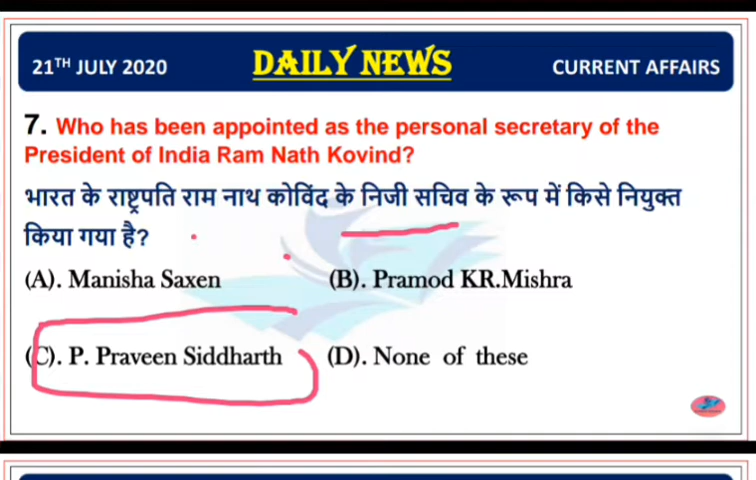 21TH JULY 2020 DAILY NEWS CURRENT AFFAIRS
7. Who has been appointed as the personal secretary of the
President of India Ram Nath Kovind?
भारत के राष्ट्रपति राम नाथ कोविंद के निजी सचिव के रूप में किसे नियुक्त
किया गया है?
(A). Manisha Saxen (B). Pramod KR.Mishra
(C). P. Praveen Siddharth (D). None of these